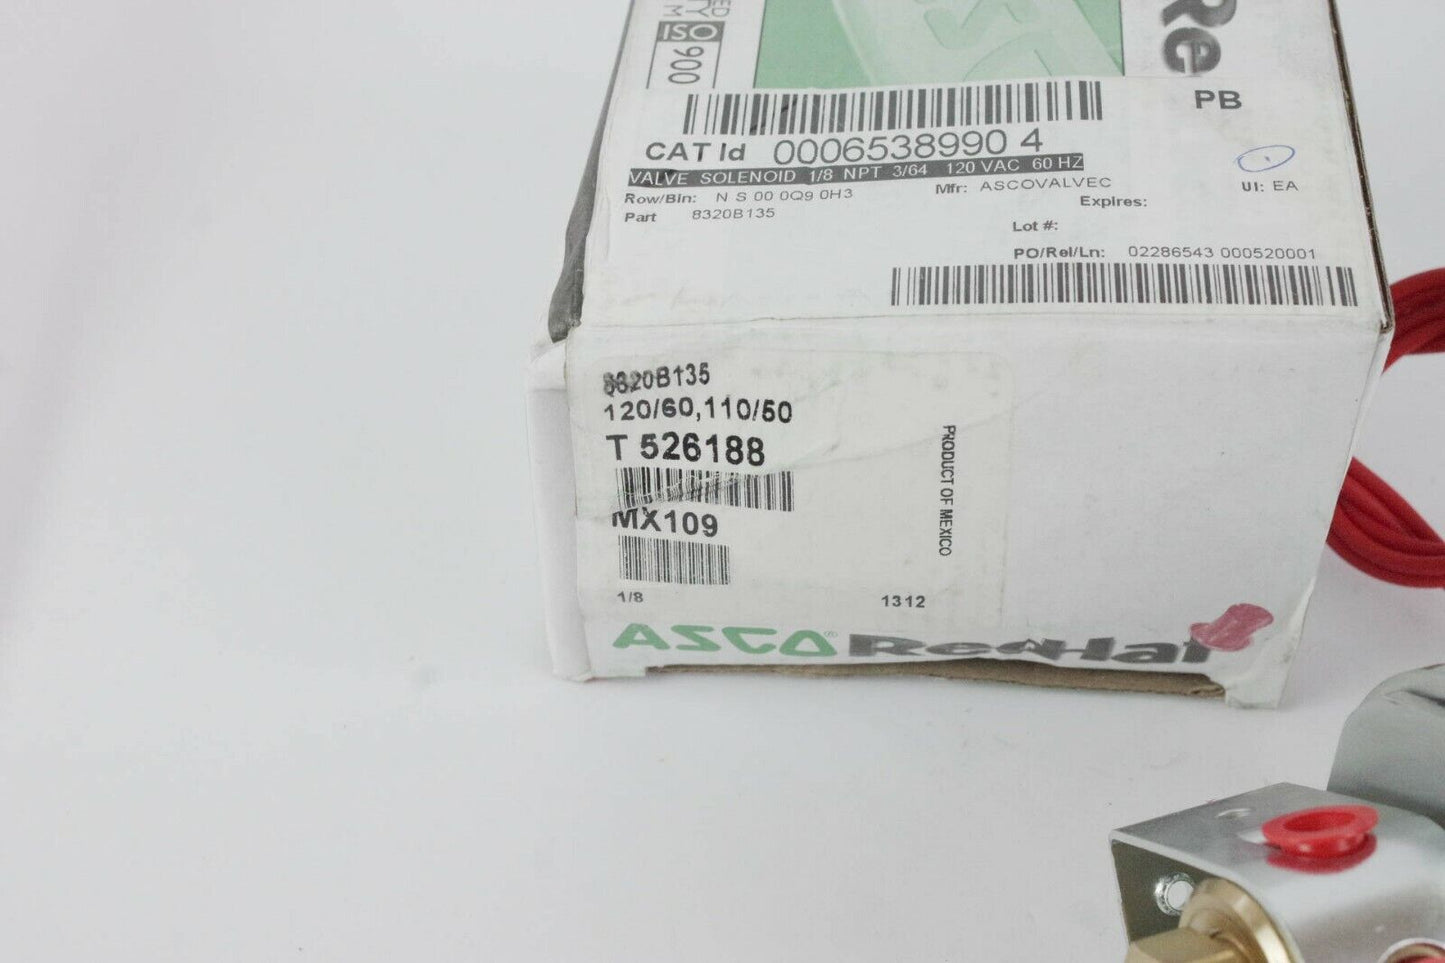 ISO
900
Re
PB
CAT Id 0006538990 4
VALVE SOLENOID 1/8 NPT 3/64 120 VAC 60 HZ
Row/Bin: N S 00 0Q9 0H3 Mfr: ASCOVALVEC UI: EA
Part 8320B135 Expires:
Lot #:
PO/Rel/Ln: 02286543 000520001
8320B135
120/60,110/50
T 526188
MX109
1/8 1312
PRODUCT OF MEXICO
ASCO® RedHat